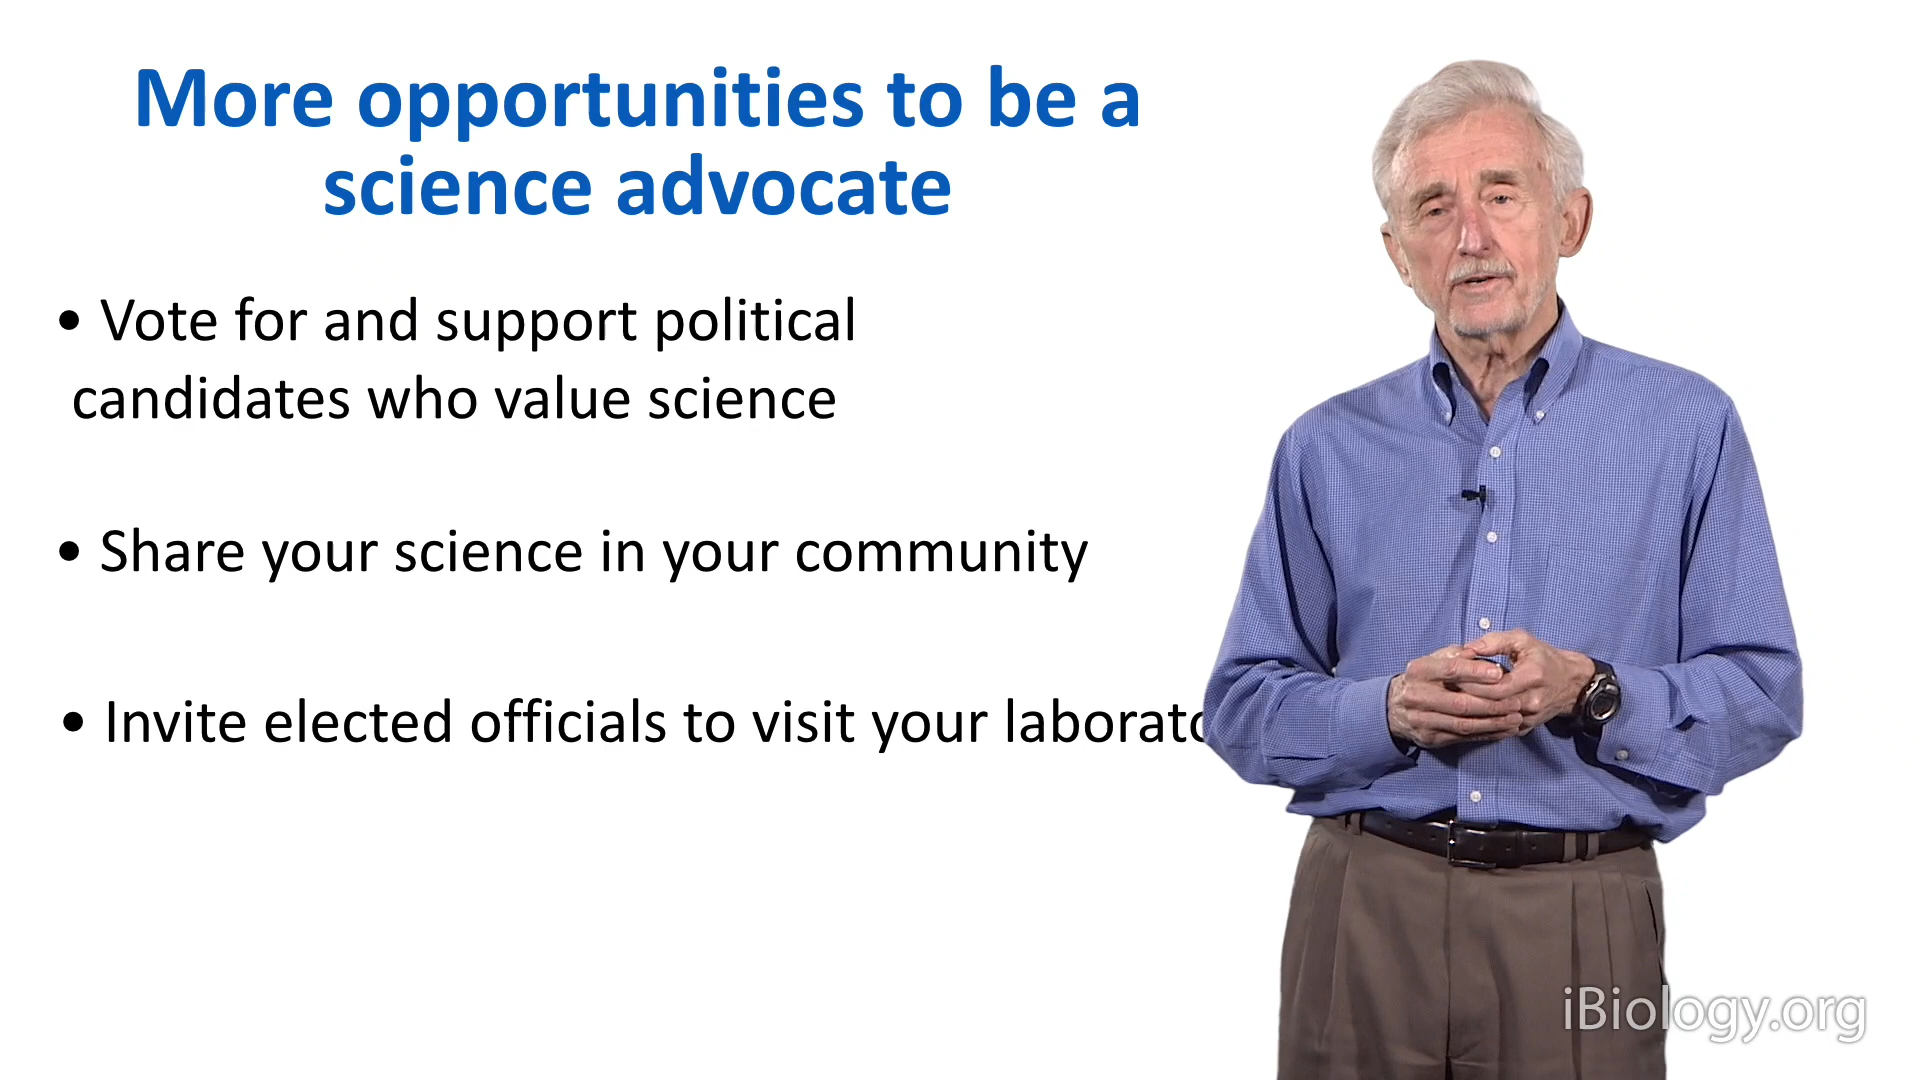 More opportunities to be a
science advocate
• Vote for and support political
candidates who value science
• Share your science in your community
• Invite elected officials to visit your
iBiology.org